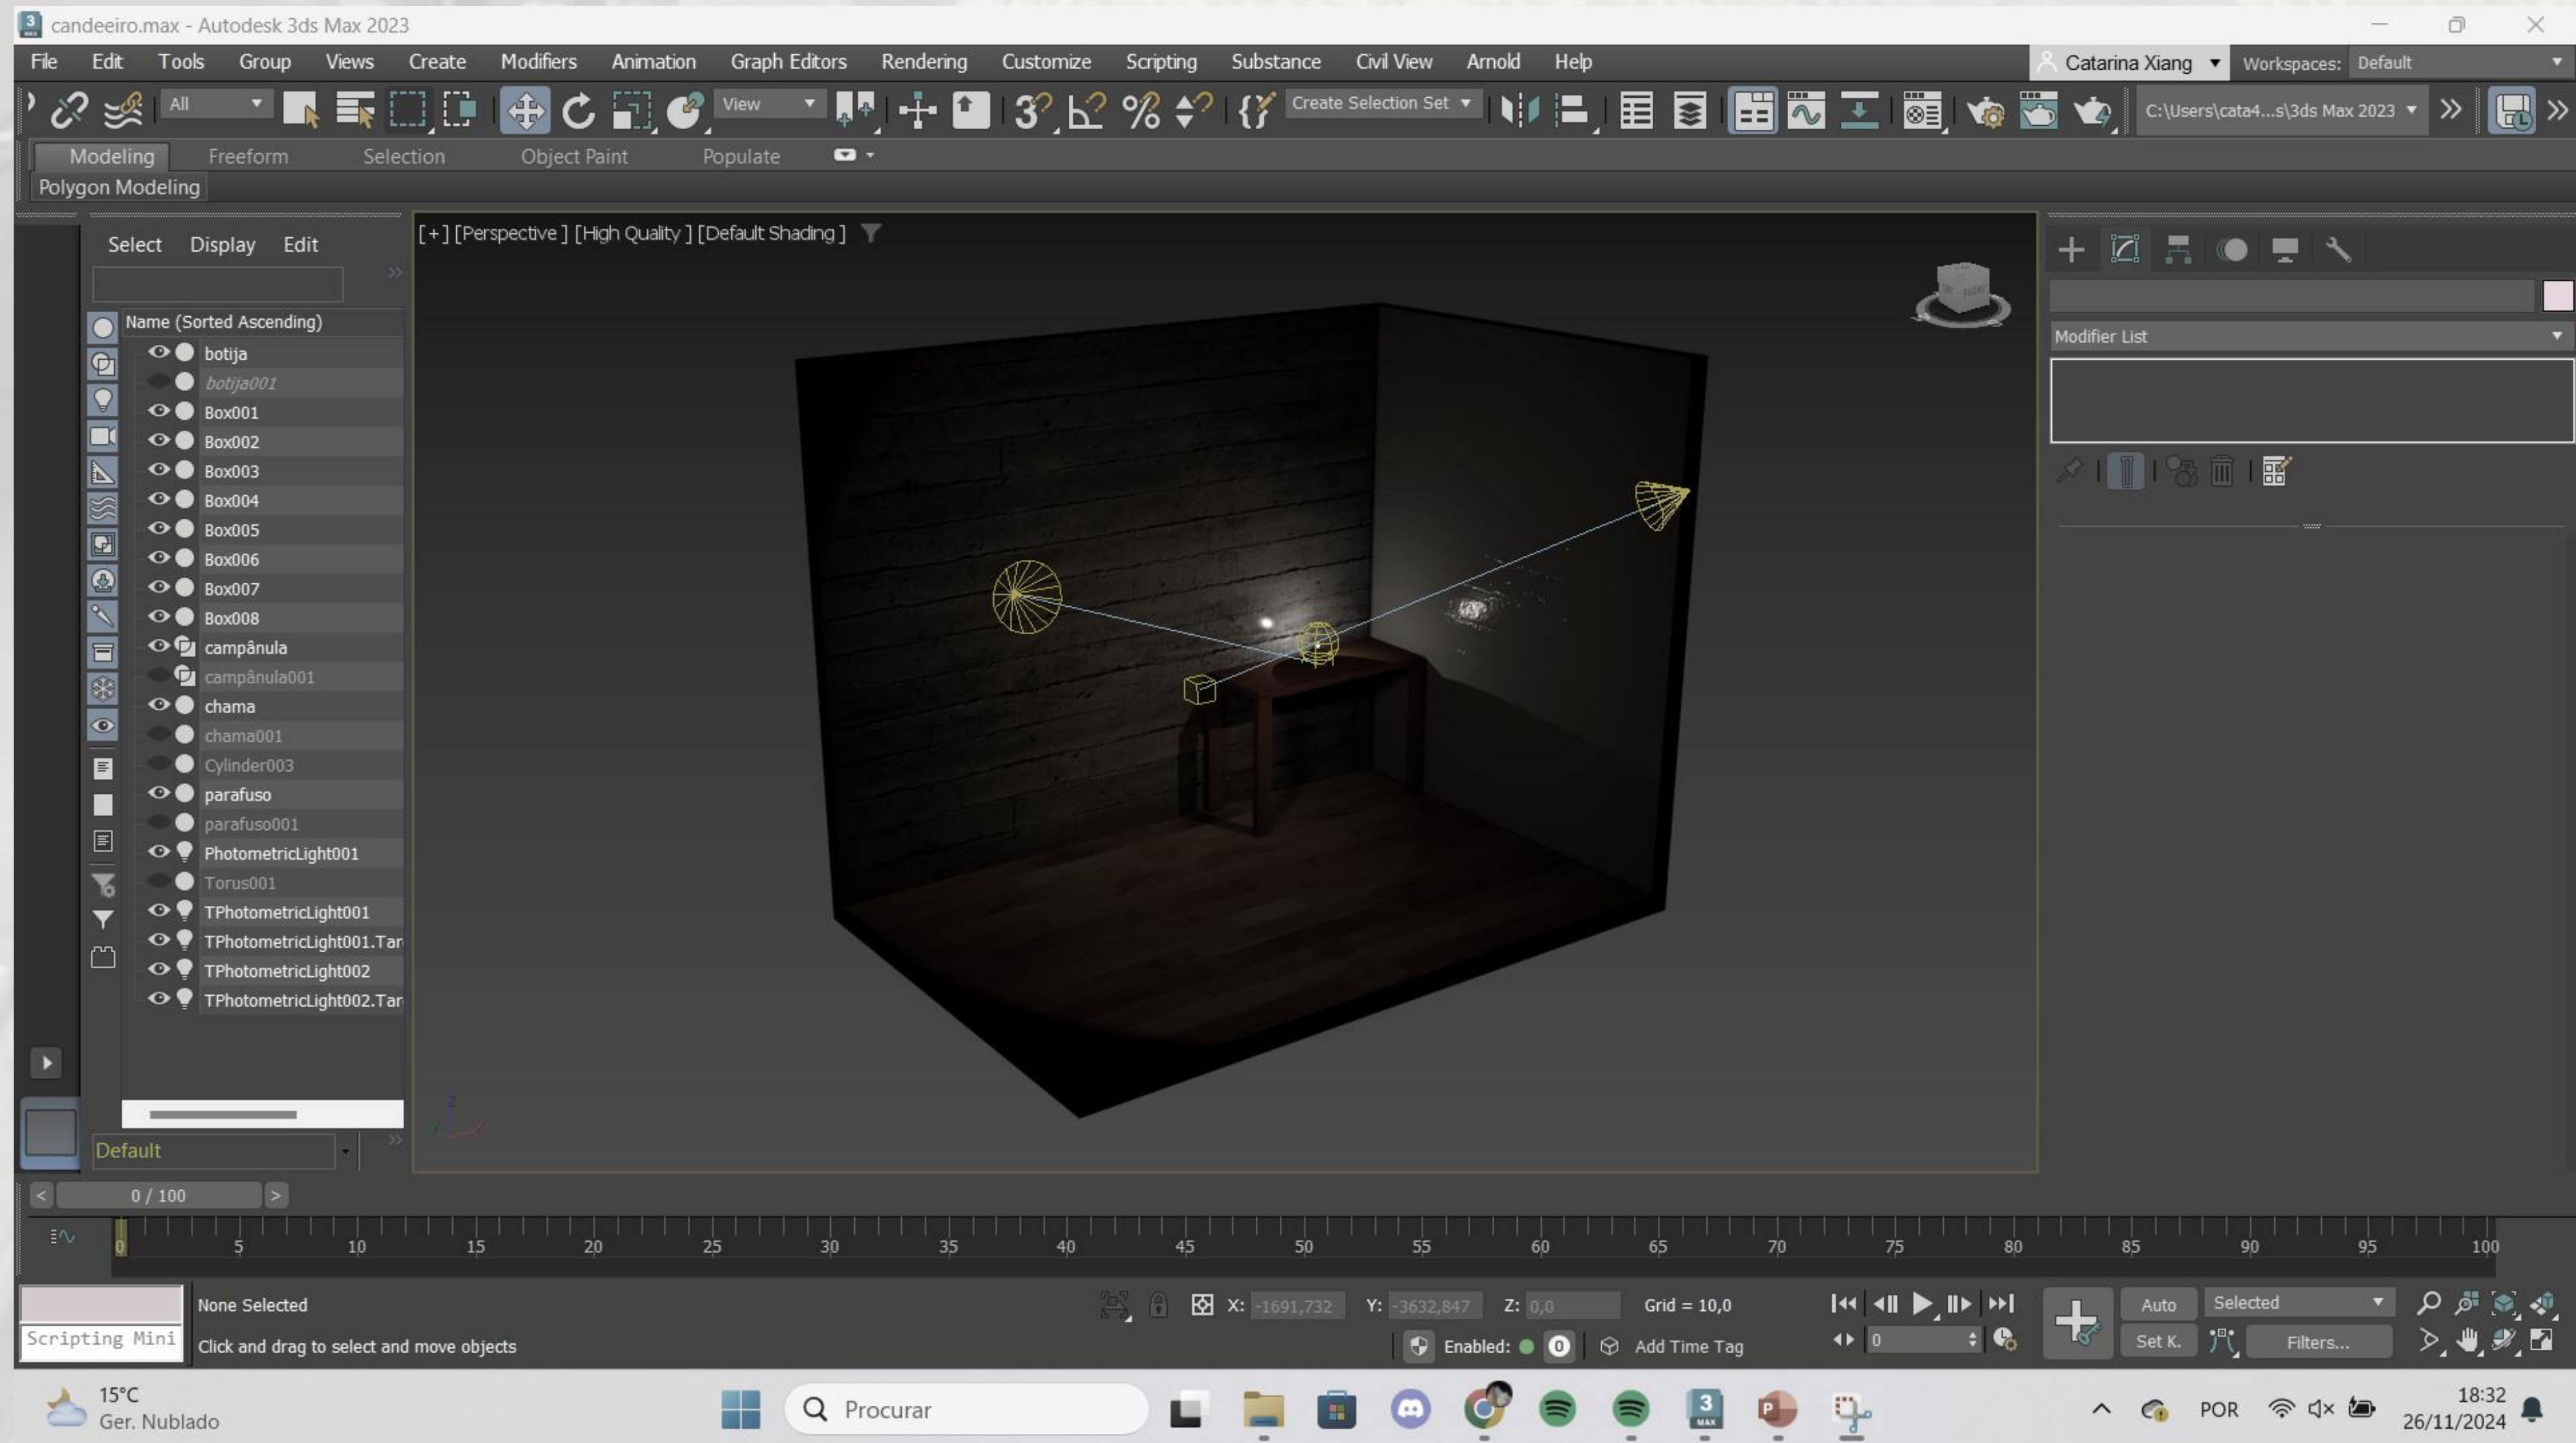 candeeiro.max - Autodesk 3ds Max 2023
File Edit Tools Group Views Create Modifiers Animation Graph Editors Rendering Customize Scripting Substance Civil View Arnold Help Catarina Xiang Workspaces: Default
All View Create Selection Set C:\Users\cata4...s\3ds Max 2023
Modeling Freeform Selection Object Paint Populate
Polygon Modeling
[+] [Perspective ] [High Quality ] [Default Shading ]
Select Display Edit
Name (Sorted Ascending)
botija
botija001
Box001
Box002
Box003
Box004
Box005
Box006
Box007
Box008
campânula
campânula001
chama
chama001
Cylinder003
parafuso
parafuso001
PhotometricLight001
Torus001
TPhotometricLight001
TPhotometricLight001.Tar
TPhotometricLight002
TPhotometricLight002.Tar
Default
Modifier List
z
y x
0 / 100
0 5 10 15 20 25 30 35 40 45 50 55 60 65 70 75 80 85 90 95 100
None Selected X: -1691,732 Y: -3632,847 Z: 0,0 Grid = 10,0 Auto Selected
Scripting Mini Click and drag to select and move objects Enabled: 0 Add Time Tag 0 Set K. Filters...
15°C
Ger. Nublado
Procurar
POR
18:32
26/11/2024